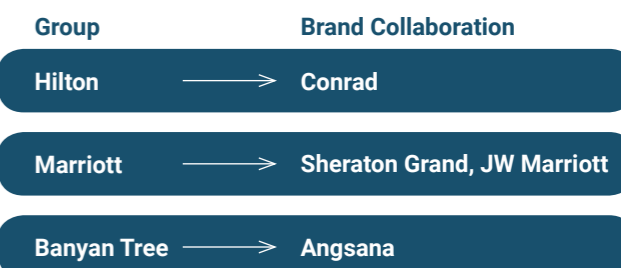 Group Brand Collaboration
Hilton Conrad
Marriott Sheraton Grand, JW Marriott
Banyan Tree Angsana